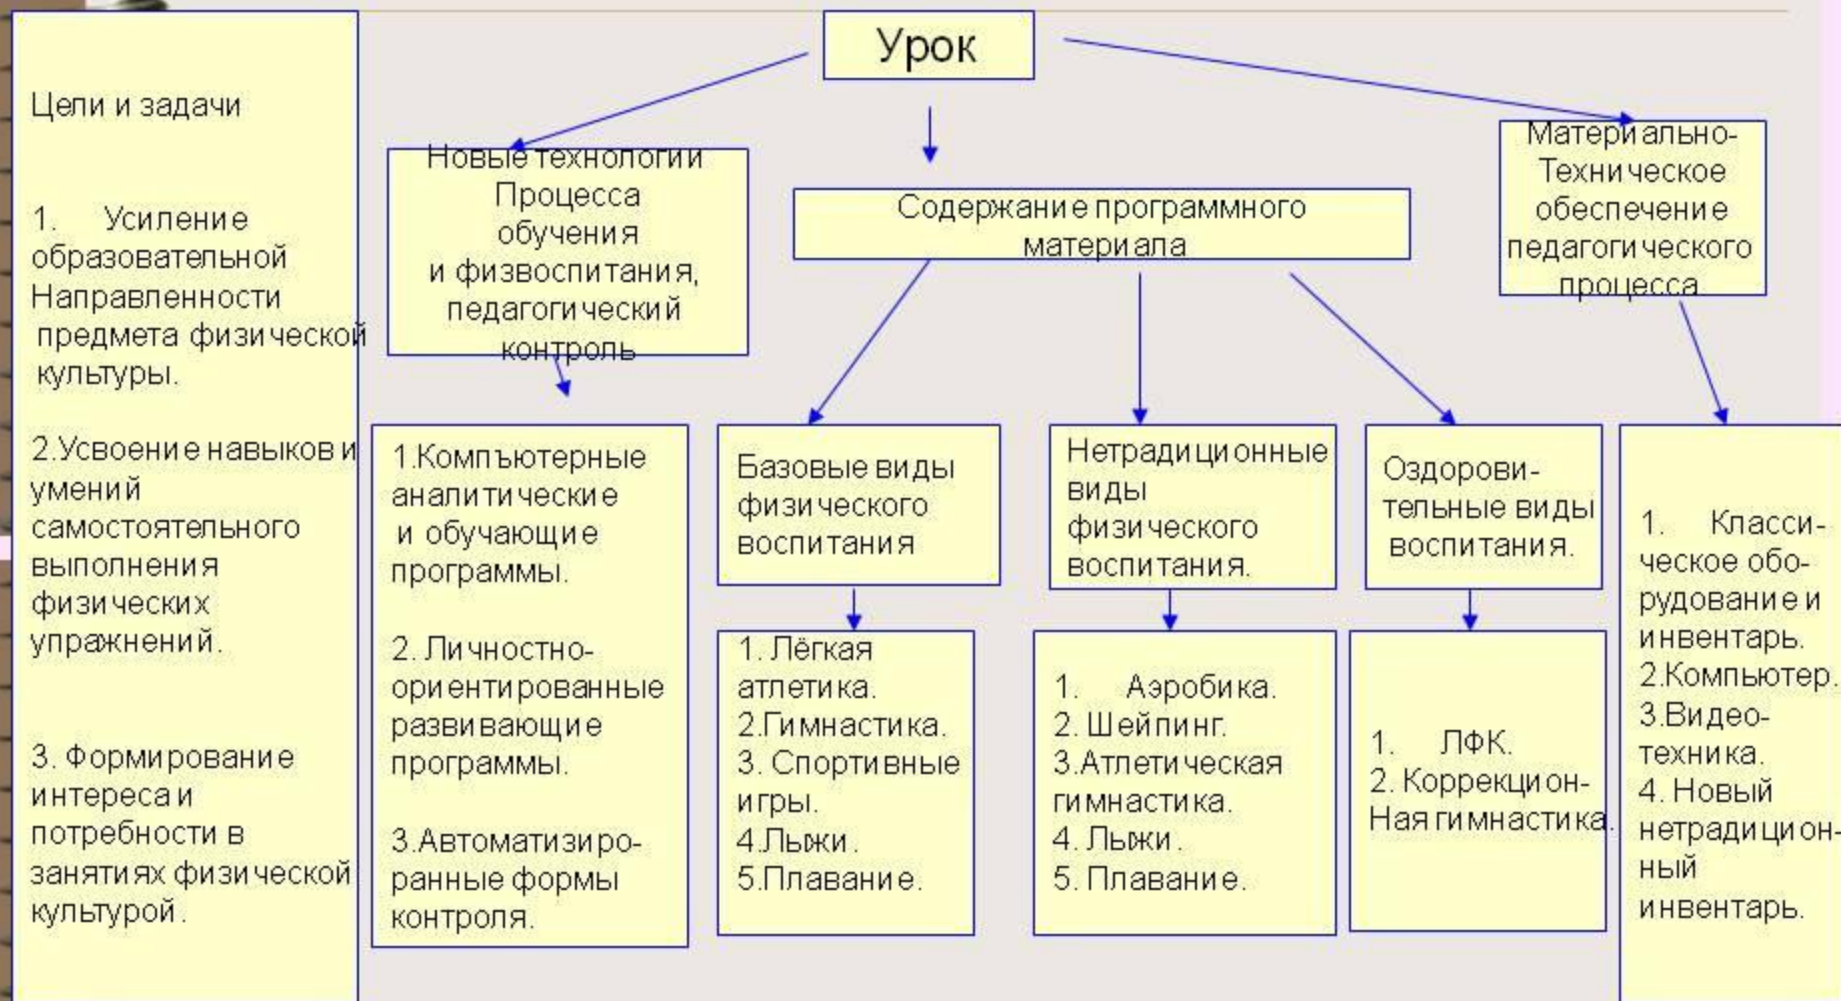 Урок
Цели и задачи
1. Усиление
образовательной
Направленности
предмета физической
культуры.
2.Усвоение навыков и
умений
самостоятельного
выполнения
физических
упражнений.
3. Формирование
интереса и
потребности в
занятиях физической
культурой.
Новые технологии
Процесса
обучения
и физвоспитания,
педагогический
контроль
Содержание программного
материала
Материально-
Техническое
обеспечение
педагогического
процесса
1.Компъютерные
аналитические
и обучающие
программы.
2. Личностно-
ориентированные
развивающие
программы.
3.Автоматизиро-
ранные формы
контроля.
Базовые виды
физического
воспитания
Нетрадиционные
виды
физического
воспитания.
Оздорови-
тельные виды
воспитания.
1. Лёгкая
атлетика.
2.Гимнастика.
3. Спортивные
игры.
4.Лыжи.
5.Плавание.
1. Аэробика.
2. Шейпинг.
3.Атлетическая
гимнастика.
4. Лыжи.
5. Плавание.
1. ЛФК.
2. Коррекцион-
Ная гимнастика.
1. Класси-
ческое обо-
рудование и
инвентарь.
2.Компьютер.
3.Видео-
техника.
4. Новый
нетрадицион-
ный
инвентарь.